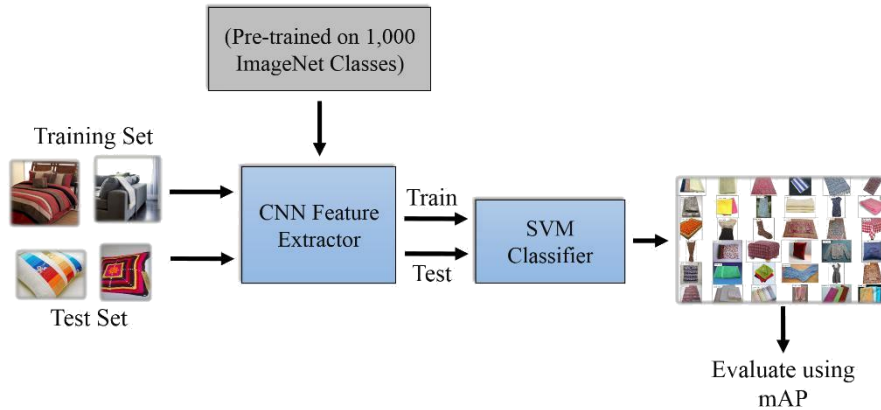 (Pre-trained on 1,000
ImageNet Classes)
Training Set
CNN Feature
Extractor
Train
Test
SVM
Classifier
Test Set
Evaluate using
mAP